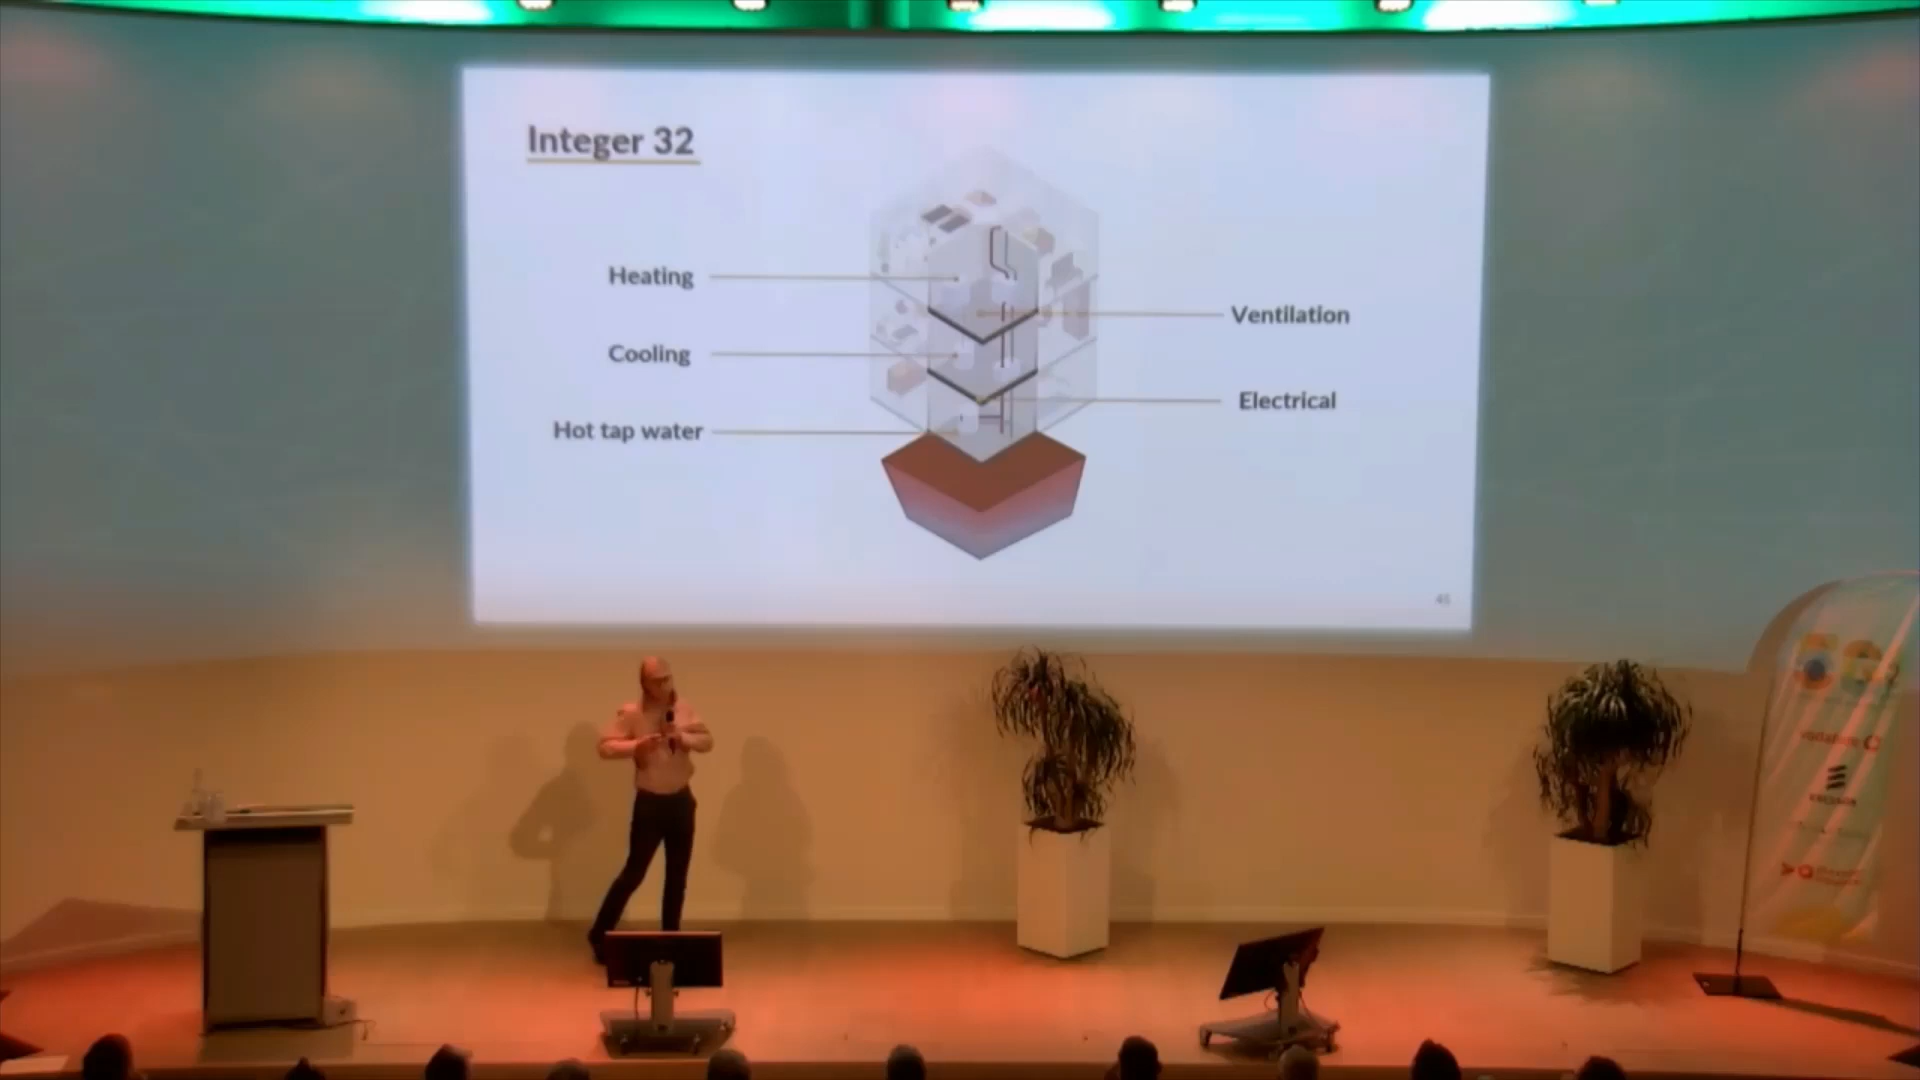 Integer 32
Heating
Ventilation
Cooling
Electrical
Hot tap water